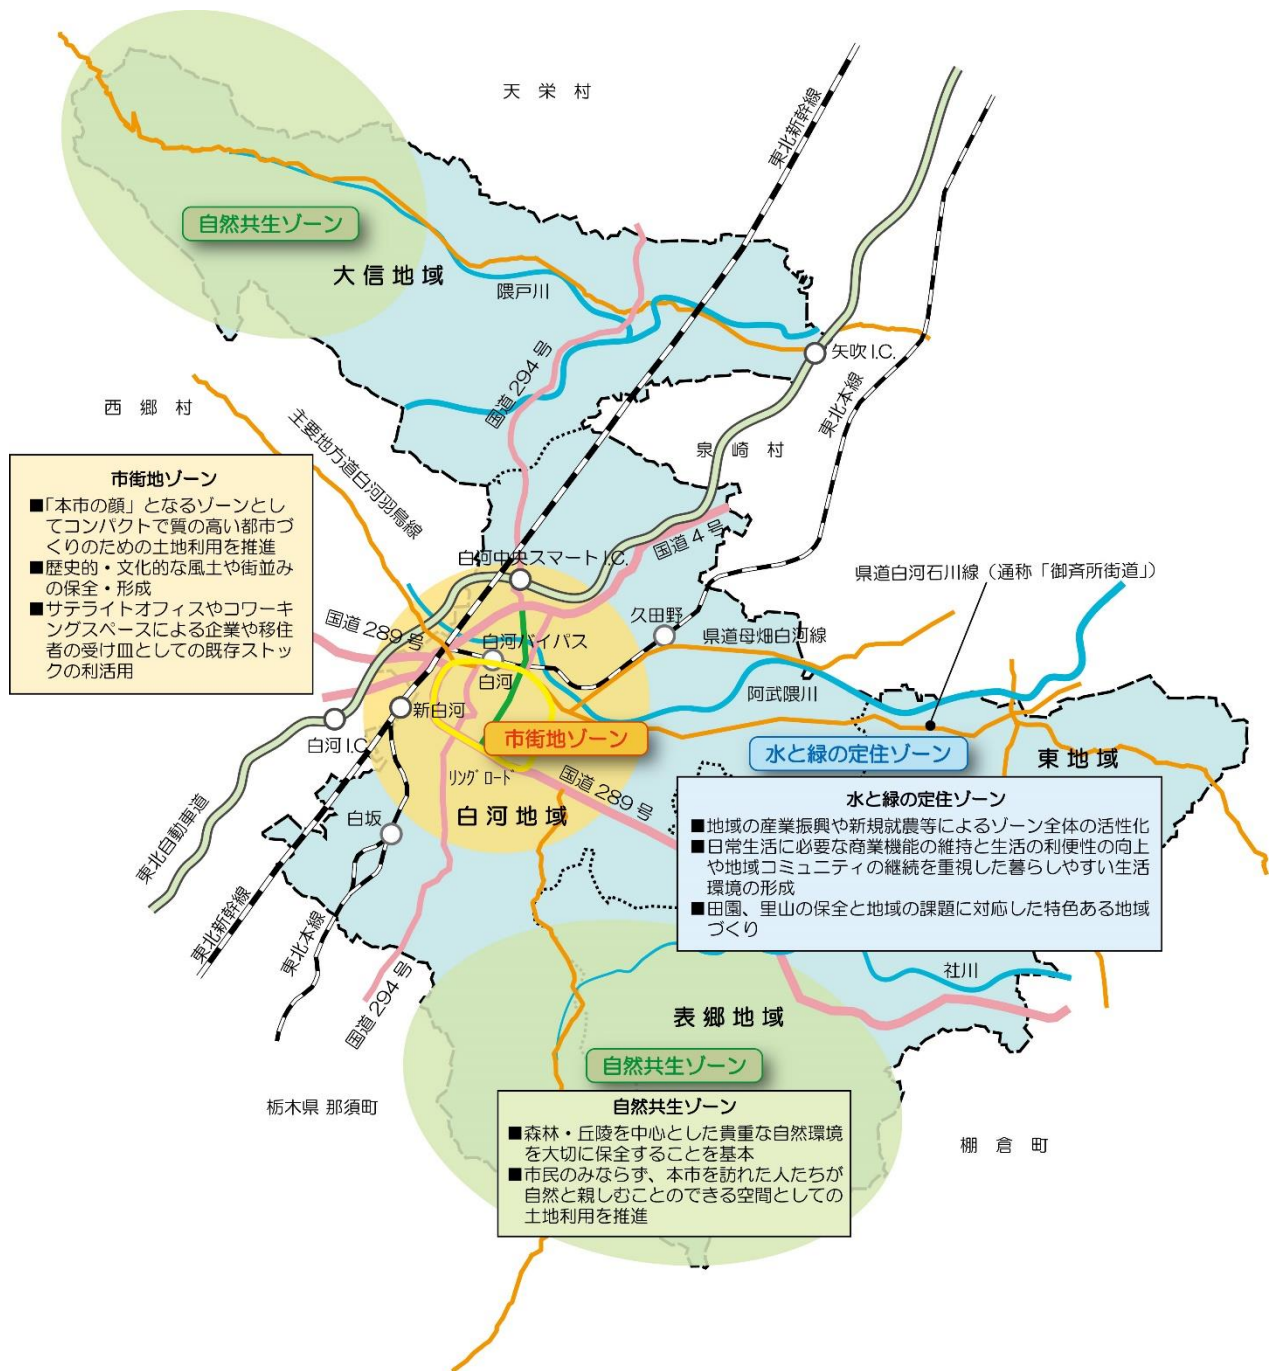 天栄村
東北新幹線
自然共生ゾーン
大信地域
隈戸川
国道294号
矢吹I.C.
東北本線
西郷村
主要地方道白河羽鳥線
泉崎村
市街地ゾーン
■「本市の顔」となるゾーンとし
てコンパクトで質の高い都市づ
くりのための土地利用を推進
■歴史的・文化的な風土や街並み
の保全・形成
■サテライトオフィスやコワーキ
ングスペースによる企業や移住
者の受け皿としての既存ストッ
クの利活用
国道4号
白河中央スマートI.C.
県道白河石川線（通称「御斉所街道」）
国道289号
久田野
県道母畑白河線
白河バイパス
白河
阿武隈川
新白河
白河I.C.
市街地ゾーン
水と緑の定住ゾーン
東地域
リングロード
国道289号
白河地域
白坂
東北自動車道
水と緑の定住ゾーン
■地域の産業振興や新規就農等によるゾーン全体の活性化
■日常生活に必要な商業機能の維持と生活の利便性の向上
や地域コミュニティの継続を重視した暮らしやすい生活
環境の形成
■田園、里山の保全と地域の課題に対応した特色ある地域
づくり
東北新幹線
東北本線
国道294号
社川
表郷地域
自然共生ゾーン
栃木県 那須町
自然共生ゾーン
■森林・丘陵を中心とした貴重な自然環境
を大切に保全することを基本
■市民のみならず、本市を訪れた人たちが
自然と親しむことのできる空間としての
土地利用を推進
棚倉町